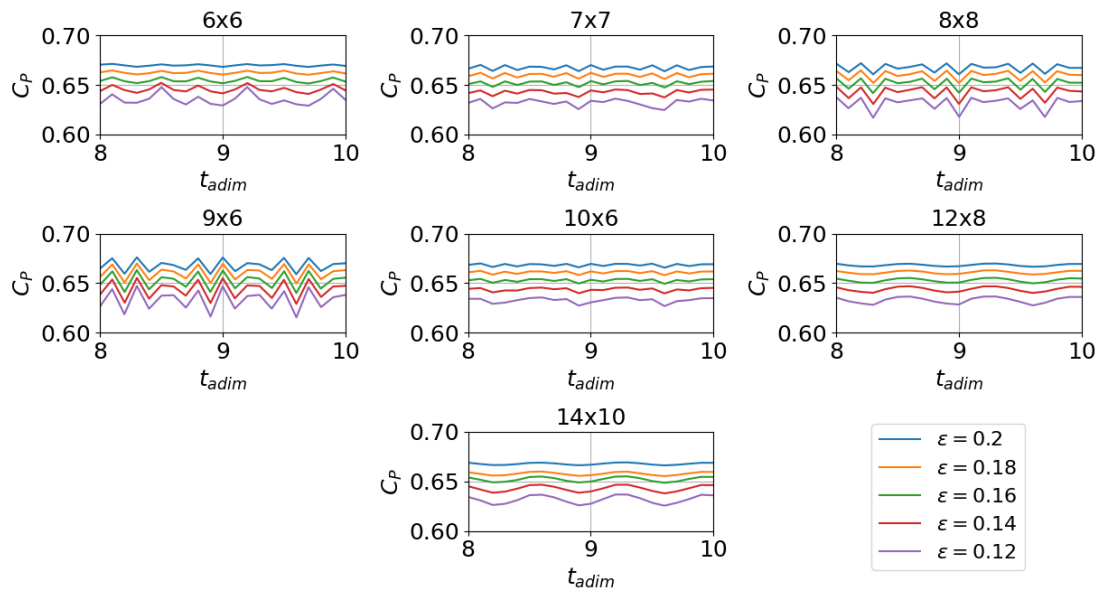 6x6
7x7
8x8
0.70
0.65
0.60
C_P
8
9
10
t_adim
0.70
0.65
0.60
C_P
8
9
10
t_adim
0.70
0.65
0.60
C_P
8
9
10
t_adim
9x6
10x6
12x8
0.70
0.65
0.60
C_P
8
9
10
t_adim
0.70
0.65
0.60
C_P
8
9
10
t_adim
0.70
0.65
0.60
C_P
8
9
10
t_adim
14x10
0.70
0.65
0.60
C_P
8
9
10
t_adim
ε = 0.2
ε = 0.18
ε = 0.16
ε = 0.14
ε = 0.12